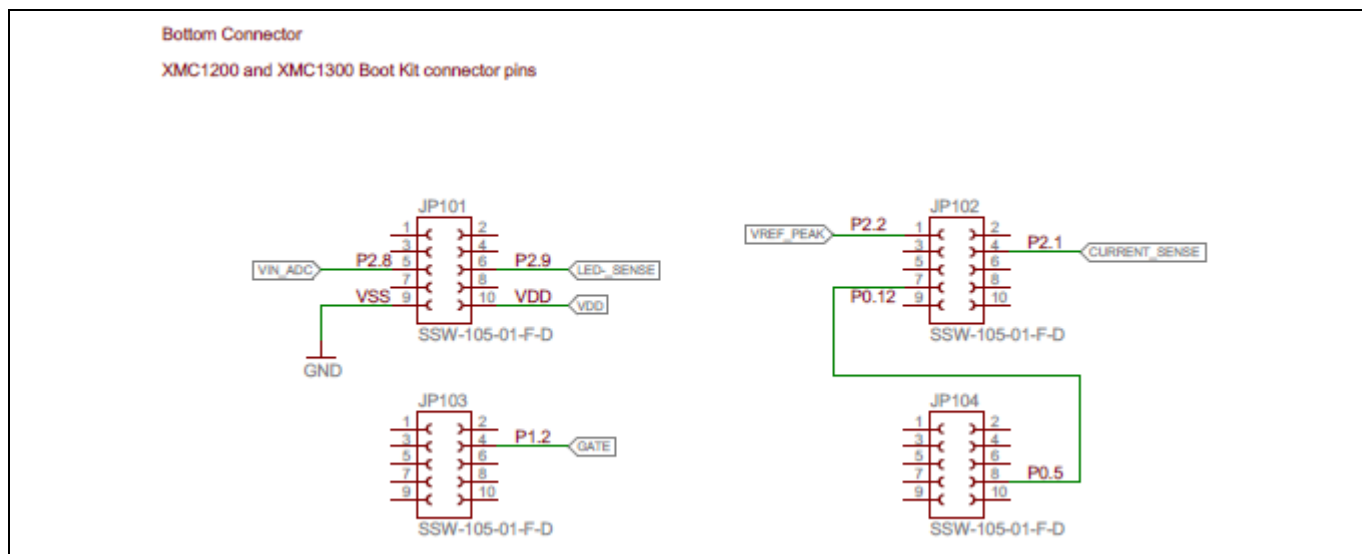 Bottom Connector
XMC1200 and XMC1300 Boot Kit connector pins
JP101
1 2
3 4
VIN_ADC P2.8 5 6 P2.9 LED-_SENSE
7 8
VSS 9 10 VDD VDD
SSW-105-01-F-D
GND
JP102
VREF_PEAK P2.2 1 2
3 4 P2.1 CURRENT_SENSE
5 6
7 8
P0.12 9 10
SSW-105-01-F-D
JP103
1 2
3 4 P1.2 GATE
5 6
7 8
9 10
SSW-105-01-F-D
JP104
1 2
3 4
5 6
7 8 P0.5
9 10
SSW-105-01-F-D